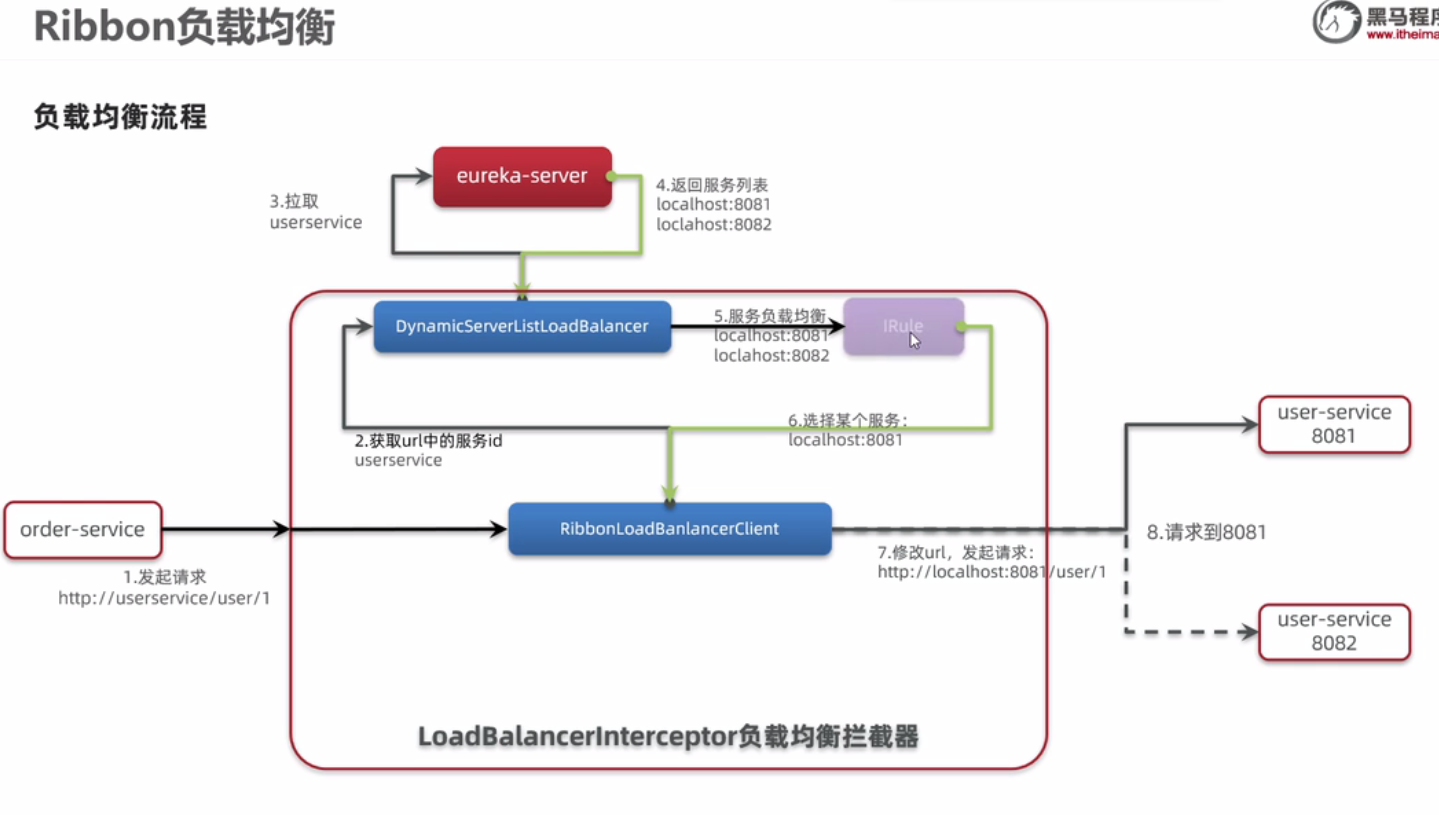 Ribbon负载均衡
黑马程序
www.itheima
负载均衡流程
eureka-server
3.拉取
userservice
4.返回服务列表
localhost:8081
loclahost:8082
DynamicServerListLoadBalancer
5.服务负载均衡
localhost:8081
loclahost:8082
IRule
2.获取url中的服务id
userservice
6.选择某个服务：
localhost:8081
user-service
8081
order-service
RibbonLoadBanlancerClient
8.请求到8081
1.发起请求
http://userservice/user/1
7.修改url，发起请求：
http://localhost:8081/user/1
user-service
8082
LoadBalancerInterceptor负载均衡拦截器